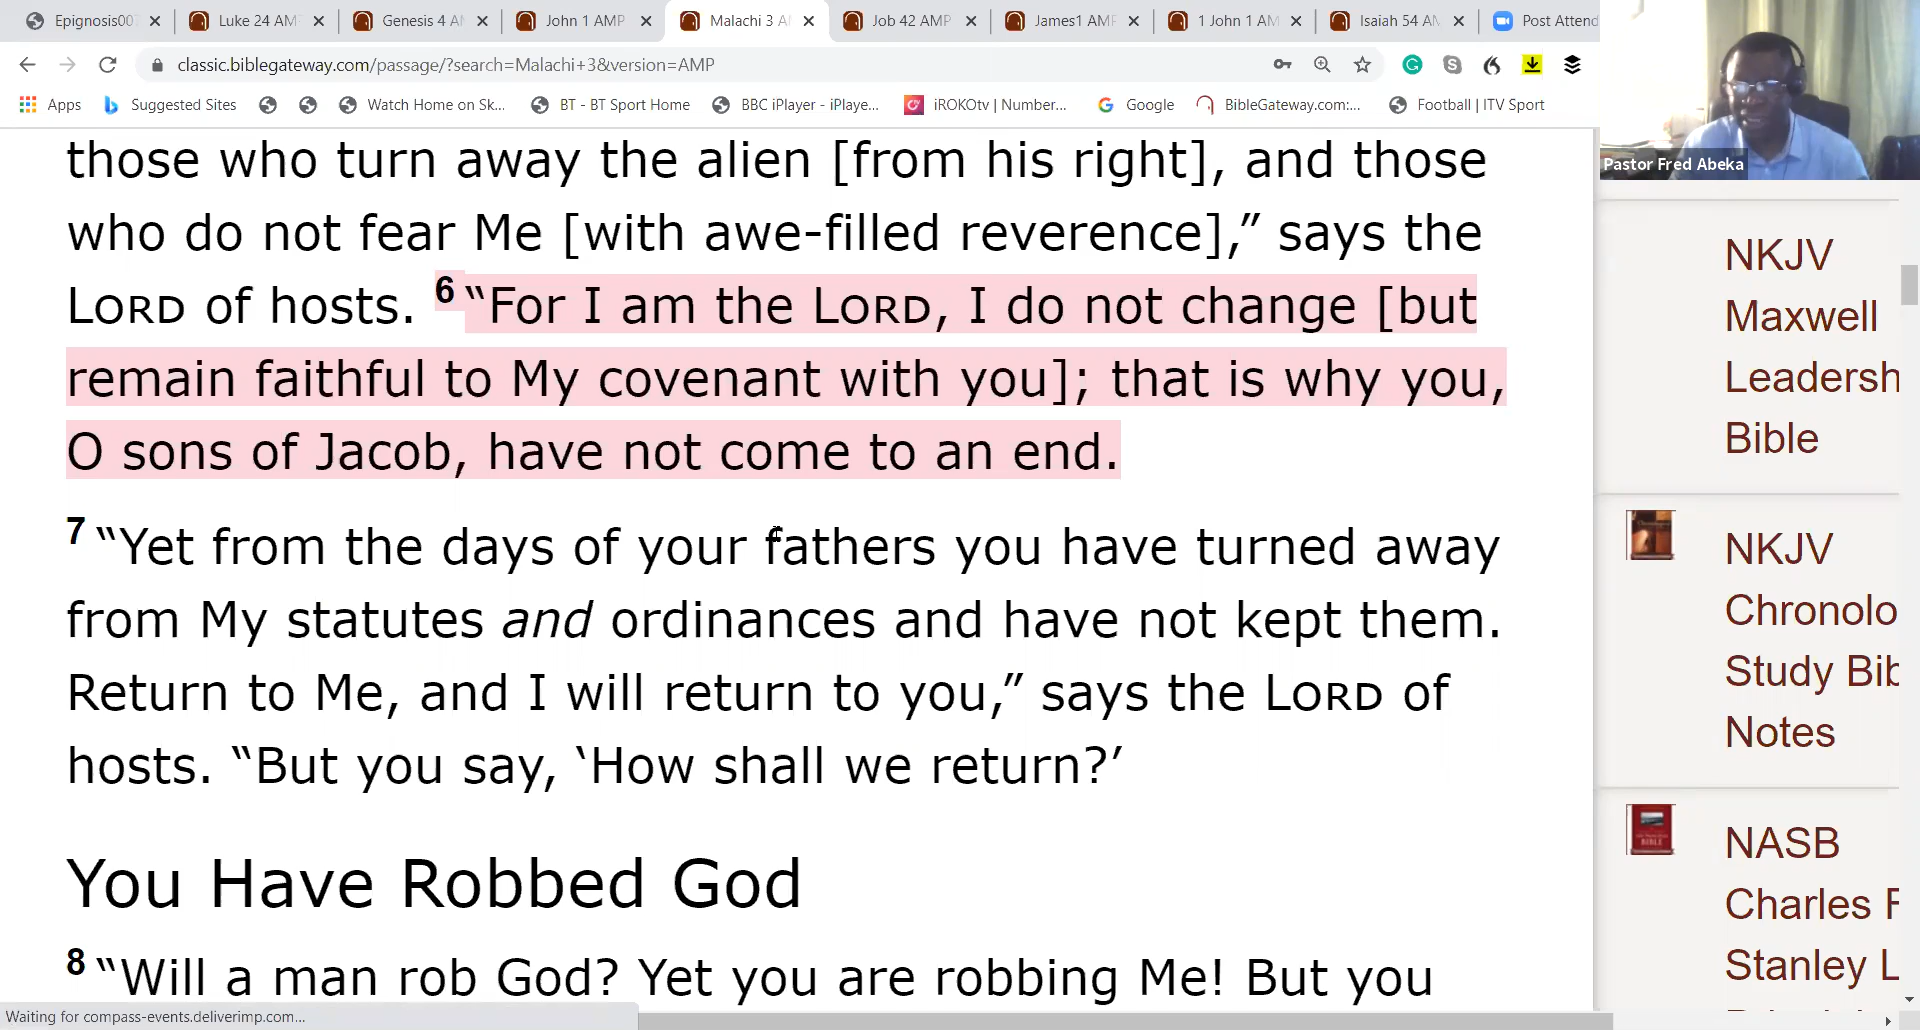 Epignosis007
Luke 24 AM
Genesis 4 AM
John 1 AMP
Malachi 3 A
Job 42 AMP
James1 AMP
1 John 1 AM
Isaiah 54 AM
Post Attend
classic.biblegateway.com/passage/?search=Malachi+3&version=AMP
Apps
Suggested Sites
Watch Home on Sk...
BT - BT Sport Home
BBC iPlayer - iPlaye...
iROKOtv | Number...
Google
BibleGateway.com:...
Football | ITV Sport
Pastor Fred Abeka
those who turn away the alien [from his right], and those
who do not fear Me [with awe-filled reverence],” says the
LORD of hosts. 6 “For I am the LORD, I do not change [but
remain faithful to My covenant with you]; that is why you,
O sons of Jacob, have not come to an end.
7 “Yet from the days of your fathers you have turned away
from My statutes and ordinances and have not kept them.
Return to Me, and I will return to you,” says the LORD of
hosts. “But you say, ‘How shall we return?’
You Have Robbed God
8 “Will a man rob God? Yet you are robbing Me! But you
NKJV
Maxwell
Leadersh
Bible
NKJV
Chronolo
Study Bib
Notes
NASB
Charles F
Stanley L
Waiting for compass-events.deliverimp.com...